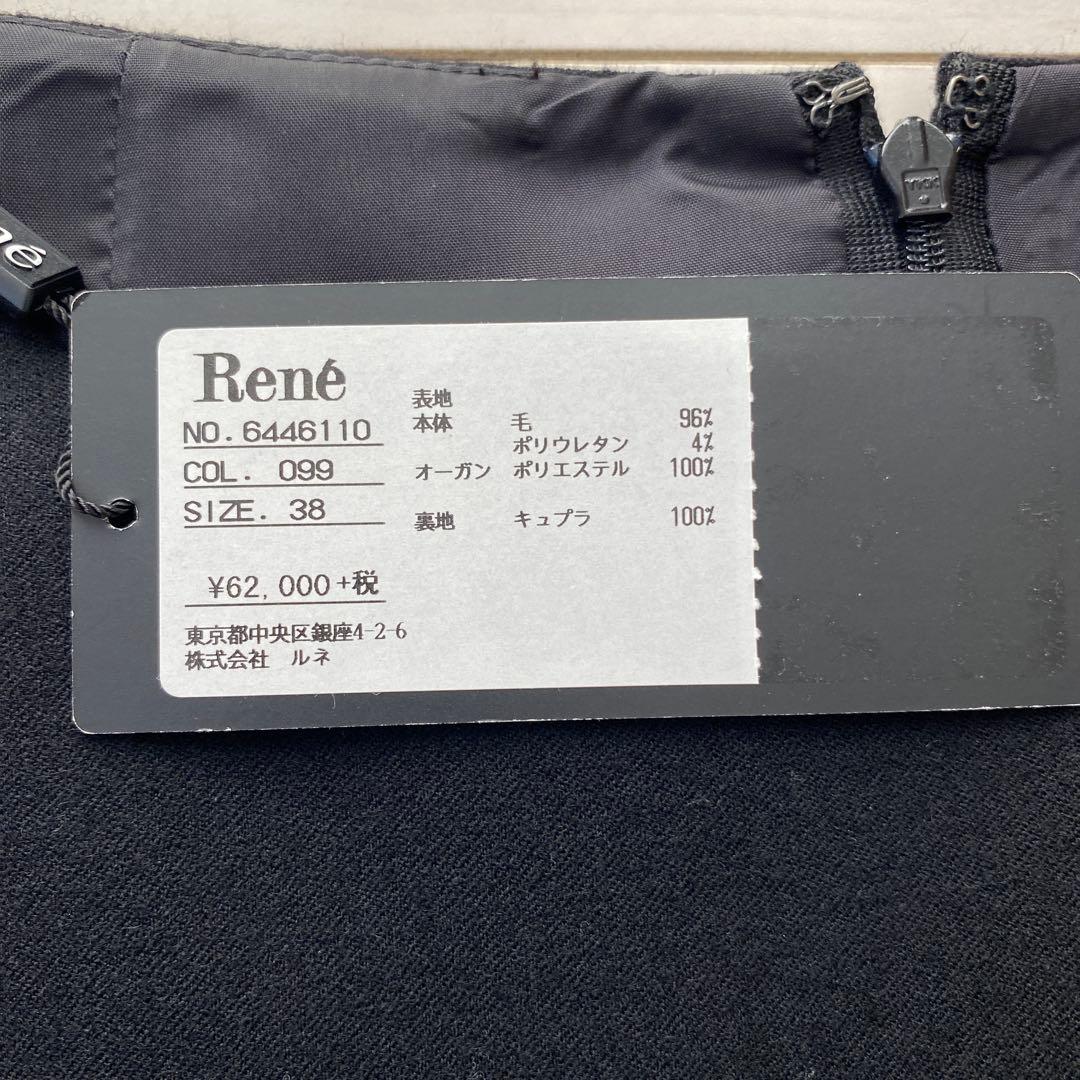 né
YKK
René
NO. 6446110
COL. 099
SIZE. 38
¥62,000+税
東京都中央区銀座4-2-6
株式会社 ルネ
表地
本体 毛 96%
ポリウレタン 4%
オーガン ポリエステル 100%
裏地 キュプラ 100%